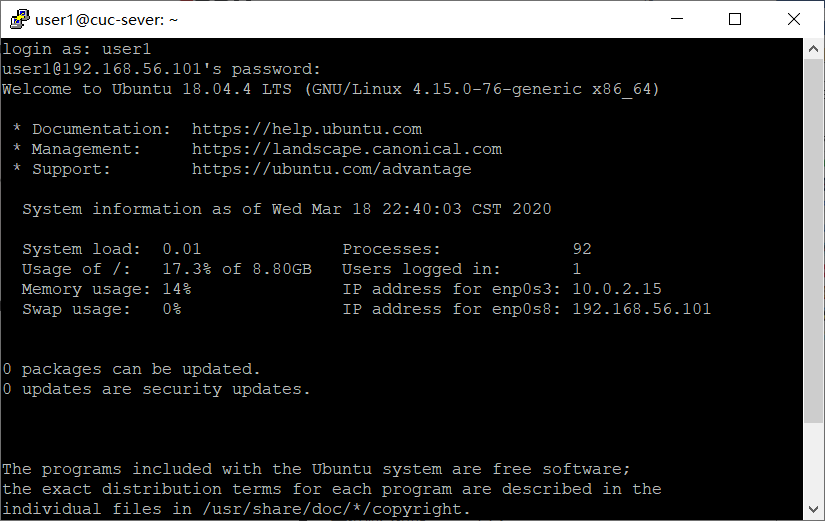 user1@cuc-sever: ~
login as: user1
user1@192.168.56.101's password:
Welcome to Ubuntu 18.04.4 LTS (GNU/Linux 4.15.0-76-generic x86_64)
* Documentation:  https://help.ubuntu.com
* Management:     https://landscape.canonical.com
* Support:        https://ubuntu.com/advantage
System information as of Wed Mar 18 22:40:03 CST 2020
System load:  0.01              Processes:             92
Usage of /:   17.3% of 8.80GB   Users logged in:       1
Memory usage: 14%               IP address for enp0s3: 10.0.2.15
Swap usage:   0%                IP address for enp0s8: 192.168.56.101
0 packages can be updated.
0 updates are security updates.
The programs included with the Ubuntu system are free software;
the exact distribution terms for each program are described in the
individual files in /usr/share/doc/*/copyright.